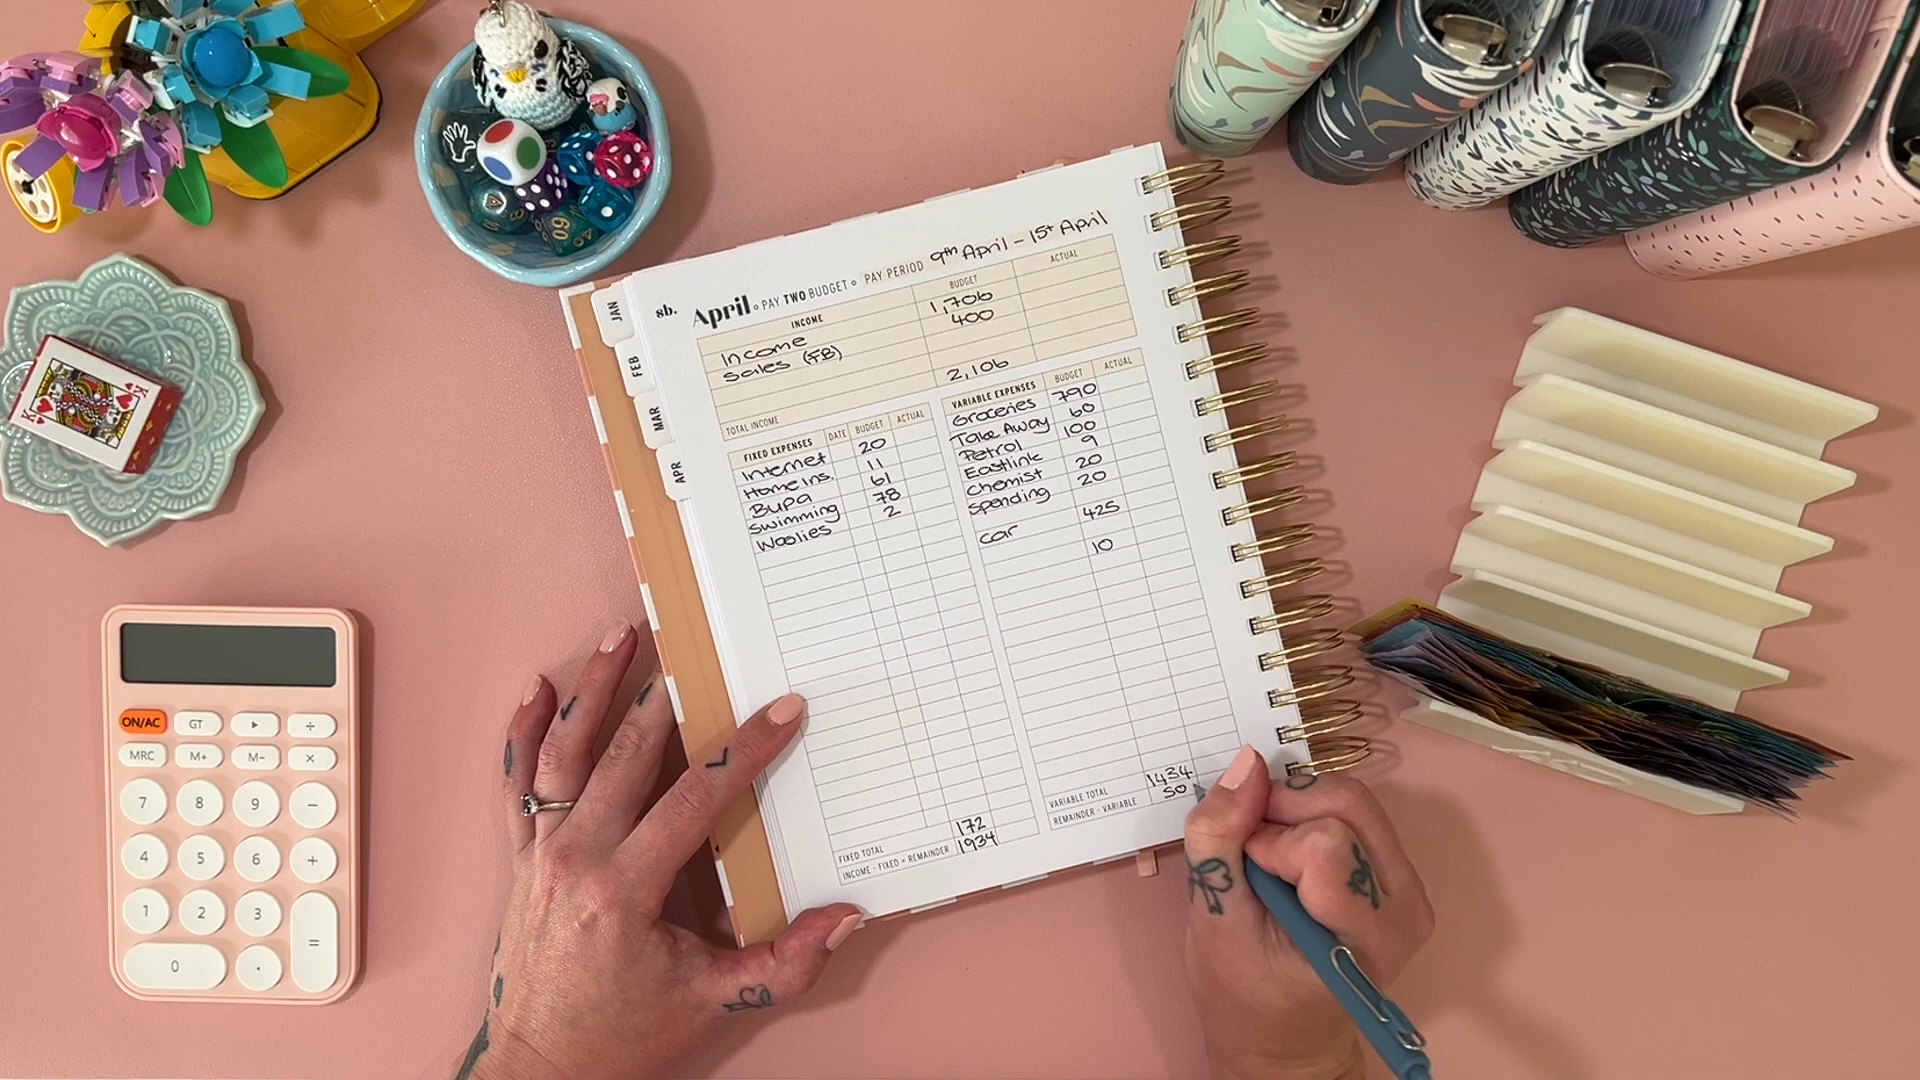 8b. April • PAY TWO BUDGET • PAY PERIOD 9th April - 15t April
INCOME BUDGET ACTUAL
Income 1,706
Sales (FB) 400
TOTAL INCOME 2,106
FIXED EXPENSES DATE BUDGET ACTUAL
Internet 20
Home Ins. 11
Bupa 61
Swimming 78
Woolies 2
FIXED TOTAL 172
INCOME - FIXED = REMAINDER 1934
VARIABLE EXPENSES BUDGET ACTUAL
Groceries 790
Take Away 60
Petrol 100
Eastlink 9
Chemist 20
Spending 20
Car 425
10
VARIABLE TOTAL 1434
REMAINDER - VARIABLE 50
JAN
FEB
MAR
APR
K
K
60
8
ON/AC GT ▶ ÷
MRC M+ M− ×
7 8 9 −
4 5 6 +
1 2 3 =
0 .